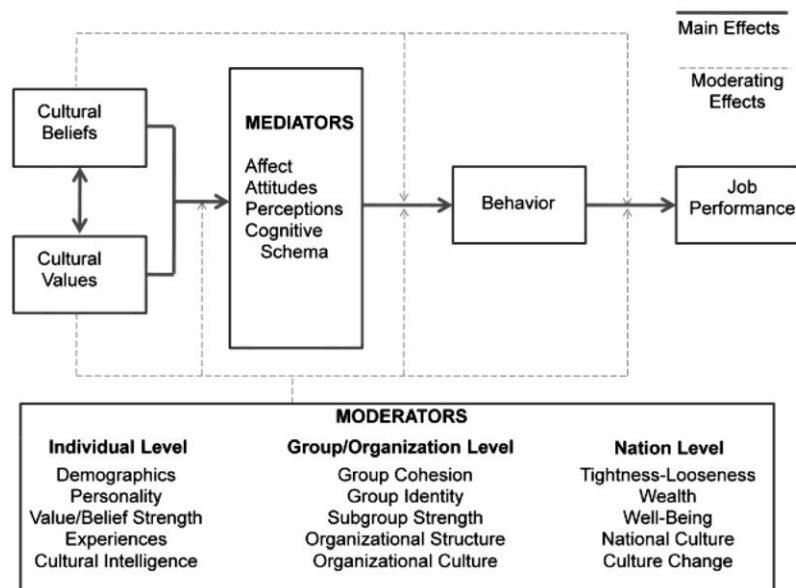 Main Effects
Moderating
Effects
Cultural
Beliefs
Cultural
Values
MEDIATORS
Affect
Attitudes
Perceptions
Cognitive
Schema
Behavior
Job
Performance
MODERATORS
Individual Level
Demographics
Personality
Value/Belief Strength
Experiences
Cultural Intelligence
Group/Organization Level
Group Cohesion
Group Identity
Subgroup Strength
Organizational Structure
Organizational Culture
Nation Level
Tightness-Looseness
Wealth
Well-Being
National Culture
Culture Change